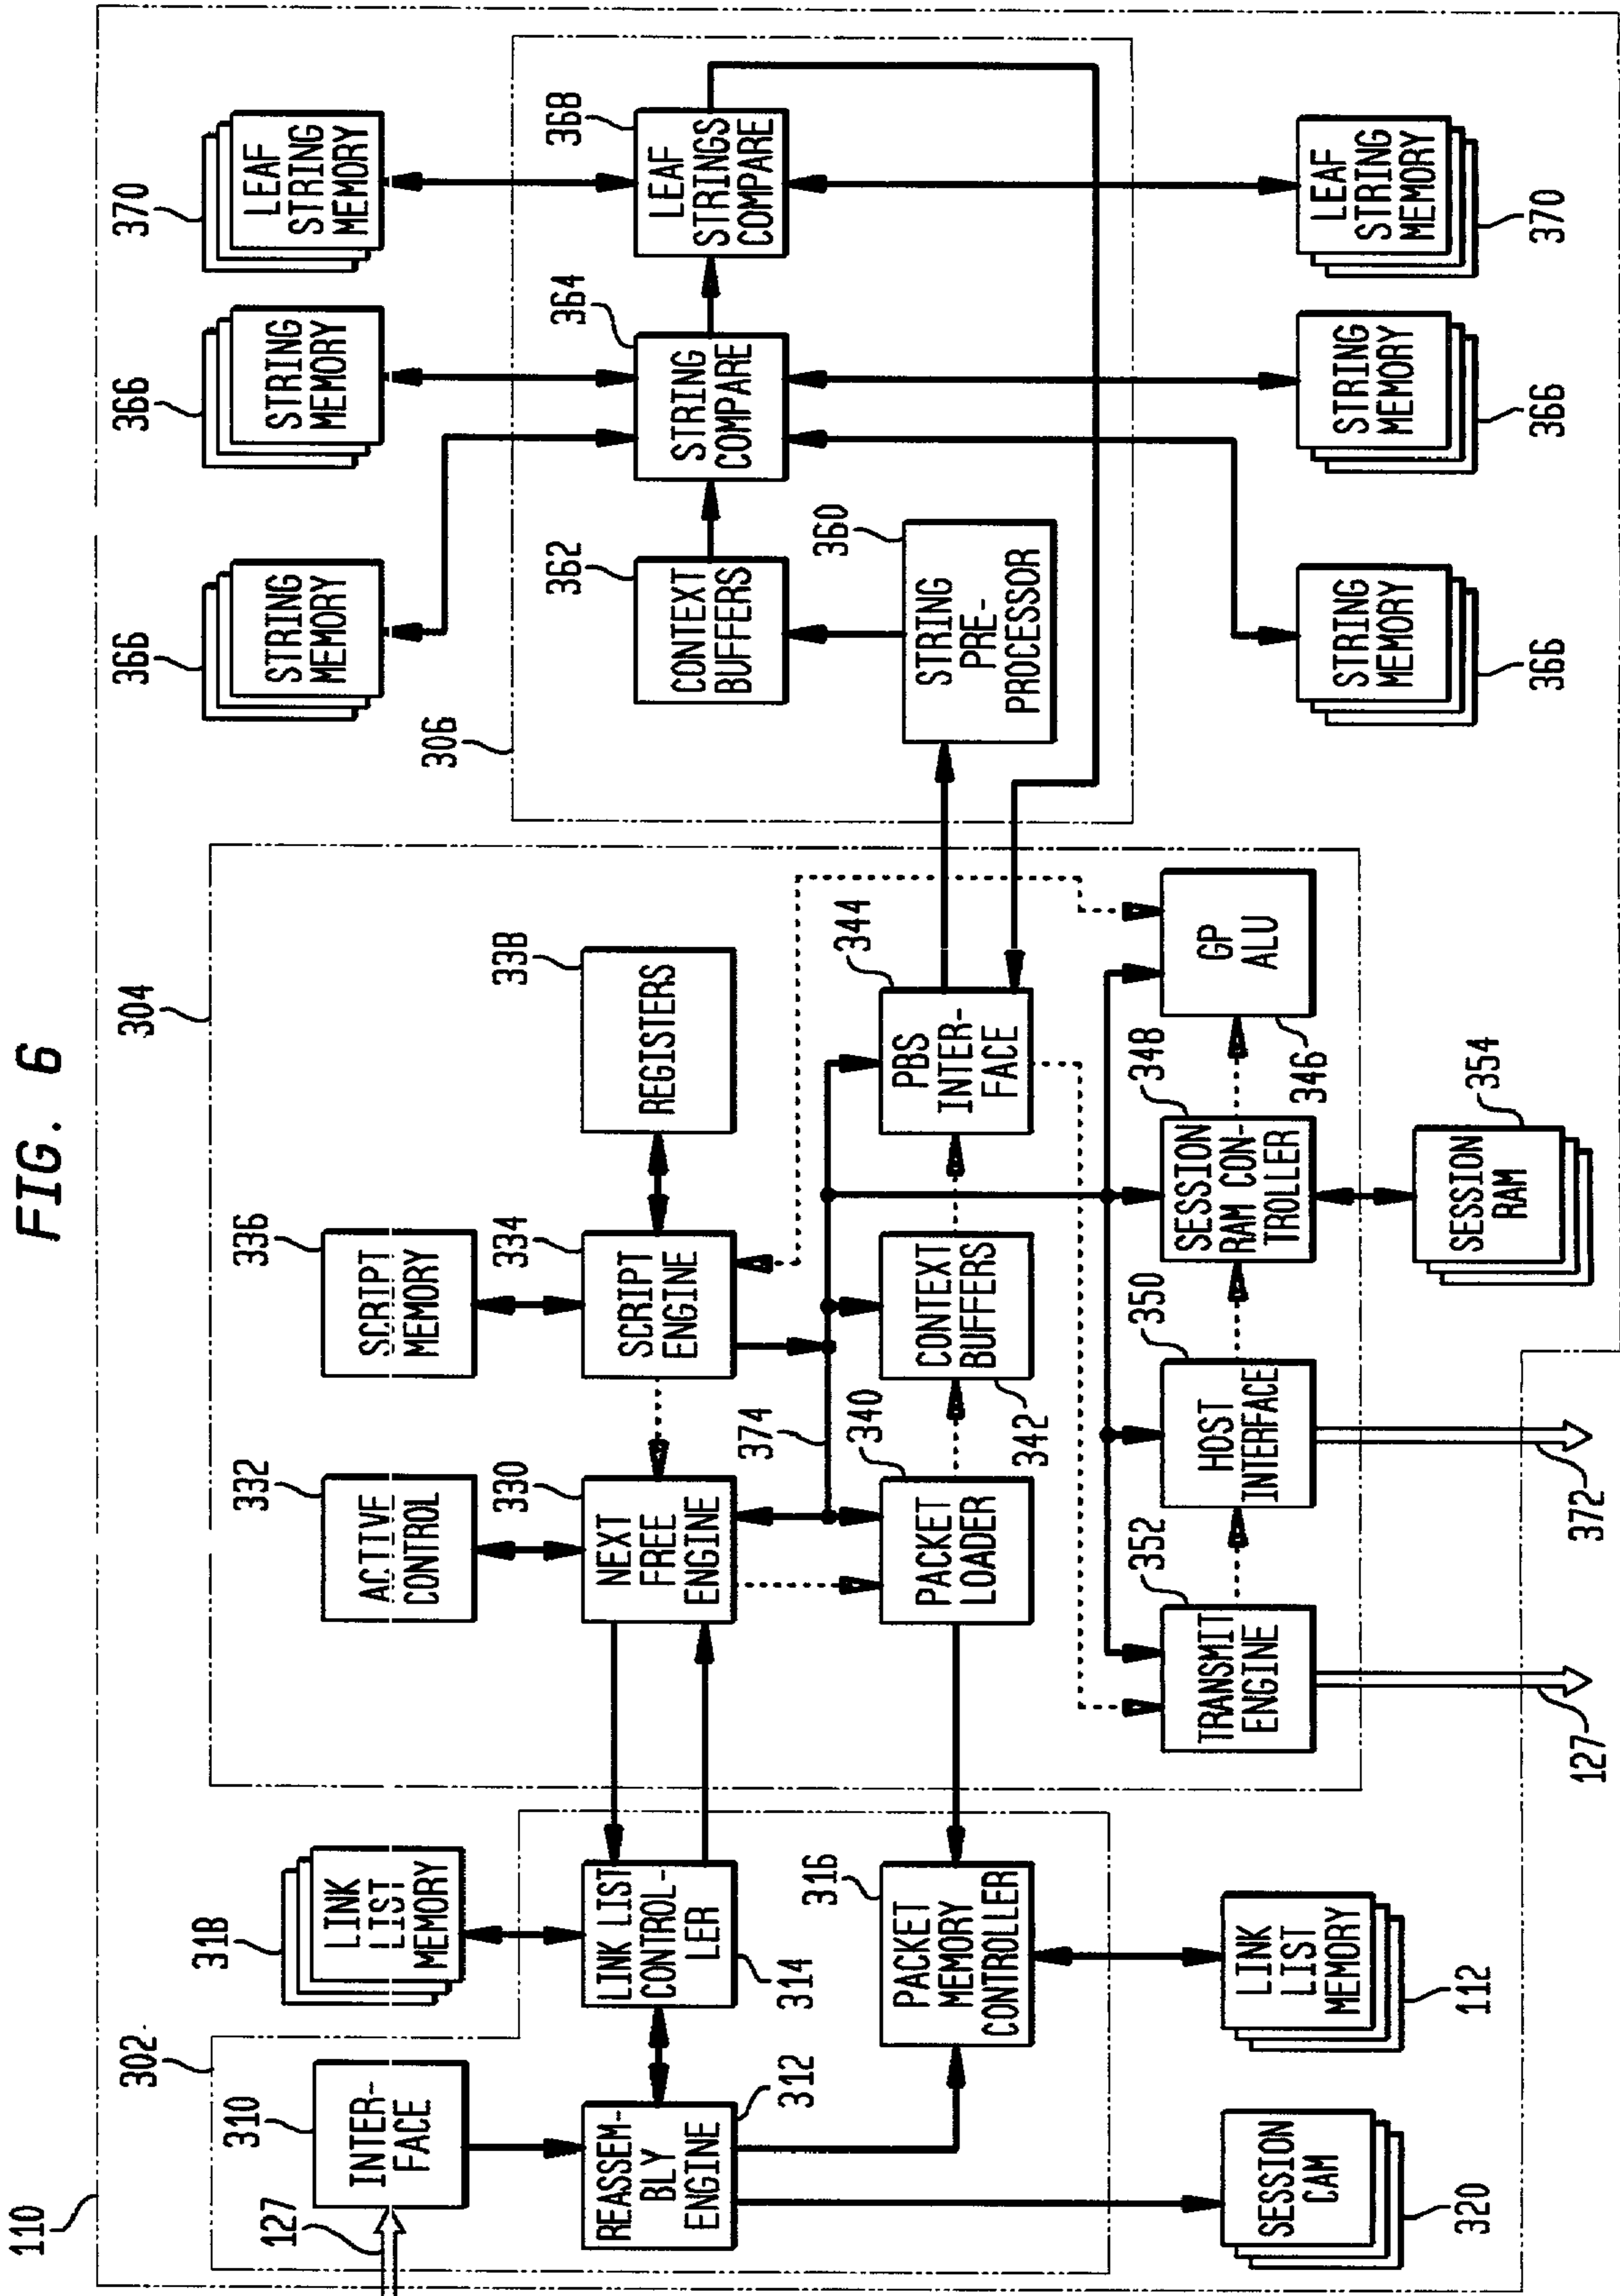 FIG. 6
110
127
302
310
INTER-
FACE
REASSEM-
BLY
ENGINE
312
318
LINK
LIST
MEMORY
LINK LIST
CONTROL-
LER
314
316
PACKET
MEMORY
CONTROLLER
SESSION
CAM
320
LINK
LIST
MEMORY
112
304
332
ACTIVE
CONTROL
330
NEXT
FREE
ENGINE
336
SCRIPT
MEMORY
334
SCRIPT
ENGINE
338
REGISTERS
374
340
PACKET
LOADER
342
CONTEXT
BUFFERS
344
PBS
INTER-
FACE
352
TRANSMIT
ENGINE
350
HOST
INTERFACE
348
SESSION
RAM CON-
TROLLER
346
GP
ALU
354
SESSION
RAM
127
372
306
366
STRING
MEMORY
366
STRING
MEMORY
370
LEAF
STRING
MEMORY
362
CONTEXT
BUFFERS
364
STRING
COMPARE
368
LEAF
STRINGS
COMPARE
360
STRING
PRE-
PROCESSOR
STRING
MEMORY
366
STRING
MEMORY
366
LEAF
STRING
MEMORY
370